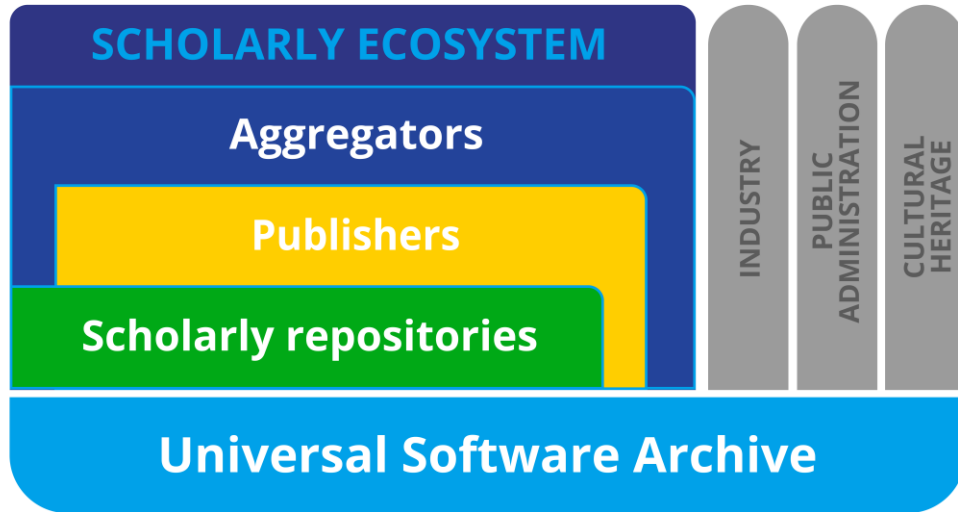 SCHOLARLY ECOSYSTEM
Aggregators
Publishers
Scholarly repositories
INDUSTRY
PUBLIC
ADMINISTRATION
CULTURAL
HERITAGE
Universal Software Archive